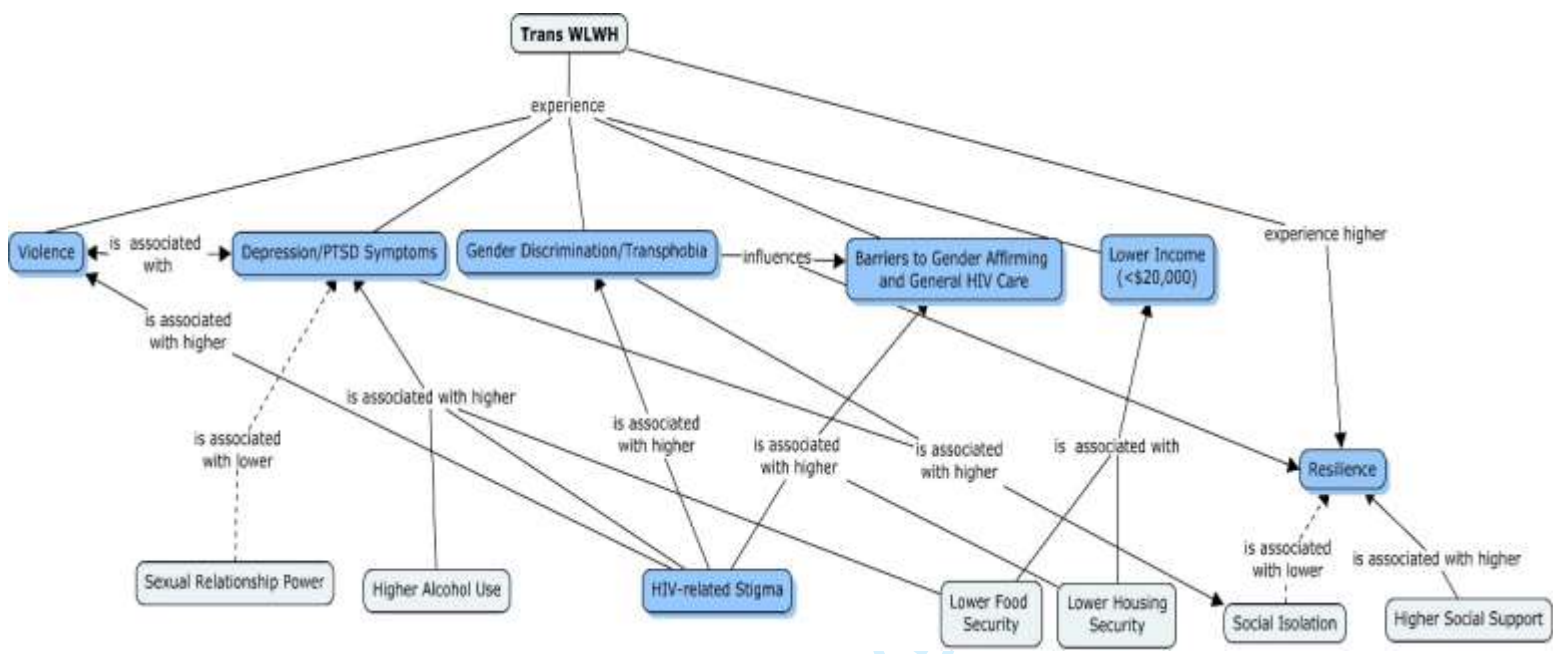 Trans WLWH
experience
experience higher
Violence
is associated
with
Depression/PTSD Symptoms
Gender Discrimination/Transphobia
influences
Barriers to Gender Affirming
and General HIV Care
Lower Income
(<$20,000)
is associated
with higher
is associated with higher
is associated
with lower
is associated
with higher
is associated
with higher
is associated
with higher
is associated with
Resilience
is associated
with lower
is associated with higher
Sexual Relationship Power
Higher Alcohol Use
HIV-related Stigma
Lower Food
Security
Lower Housing
Security
Social Isolation
Higher Social Support